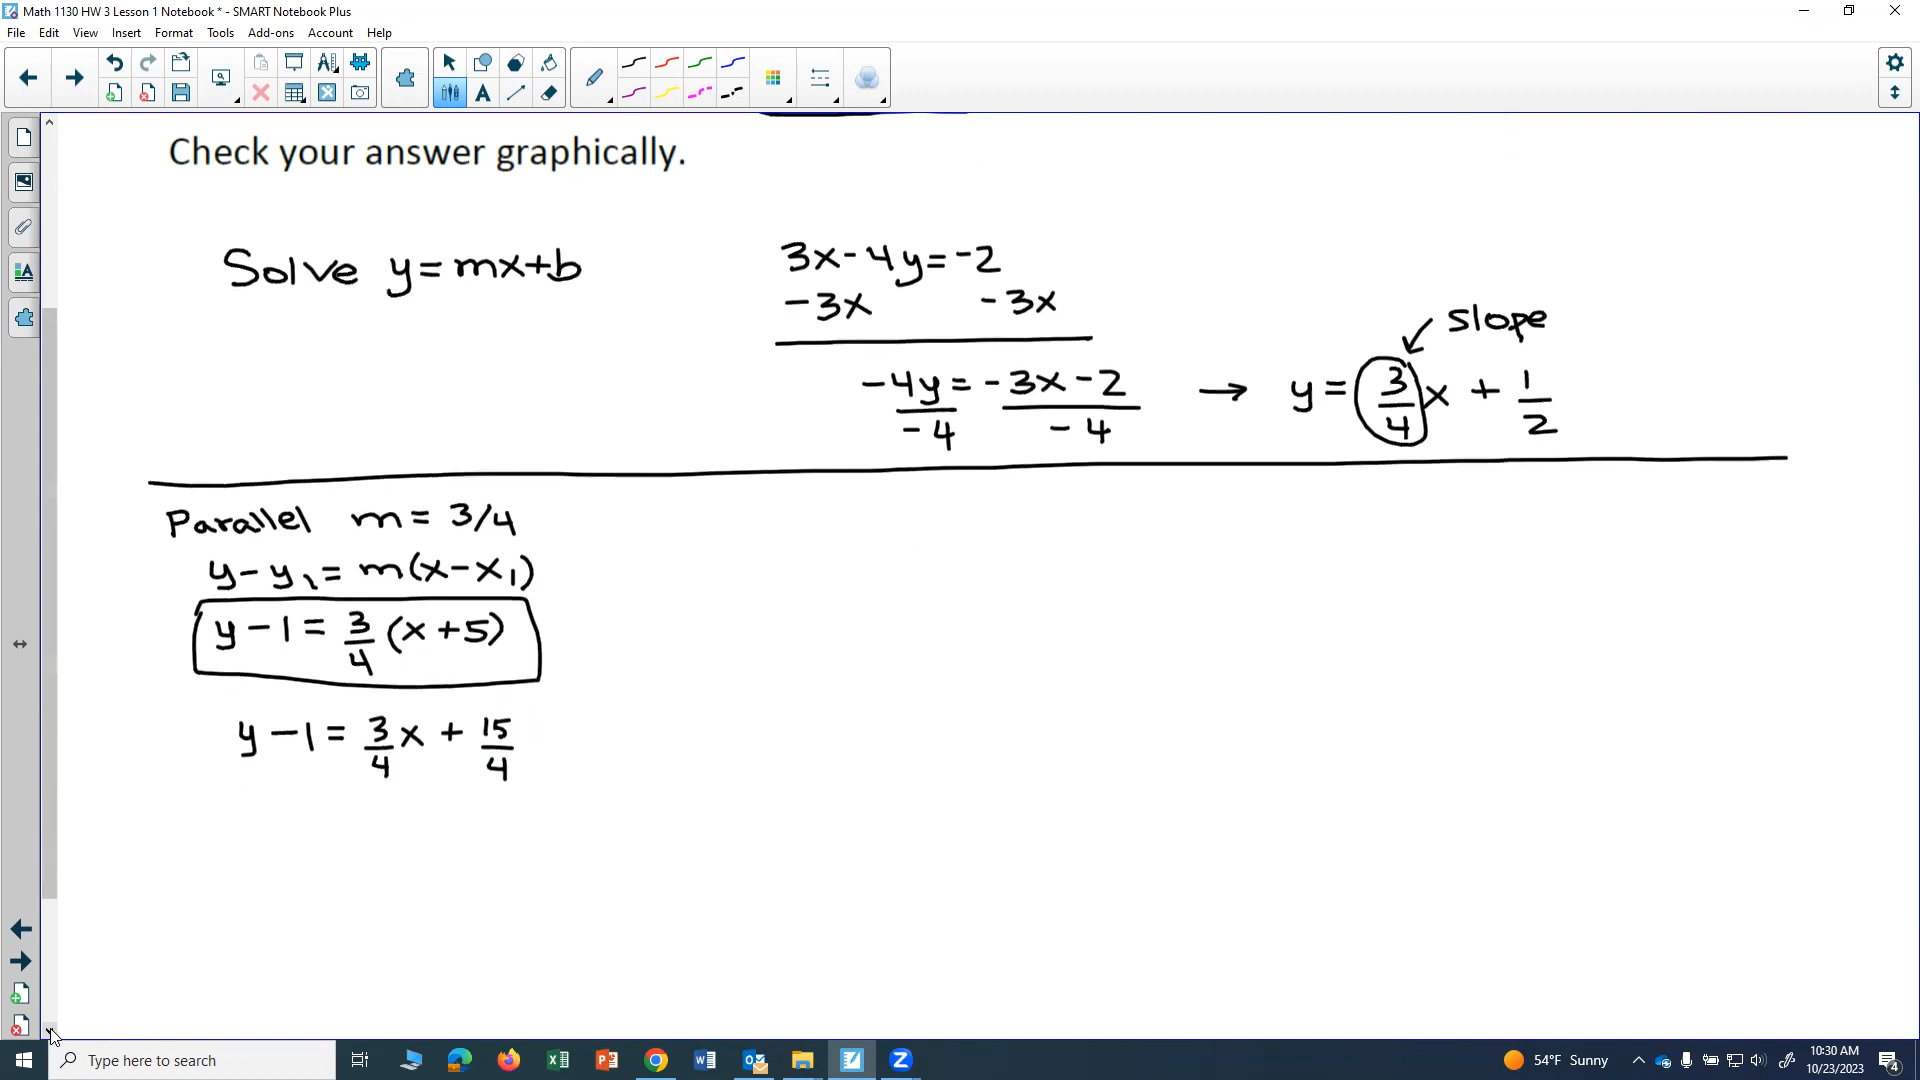 Math 1130 HW 3 Lesson 1 Notebook * - SMART Notebook Plus
File Edit View Insert Format Tools Add-ons Account Help
Check your answer graphically.
Solve y=mx+b
3x-4y=-2
-3x -3x
-4y = -3x-2
-4 -4
→ y = 3/4 x + 1/2
slope
Parallel m = 3/4
y-y₁ = m(x-x₁)
y-1 = 3/4 (x+5)
y-1 = 3/4 x + 15/4
Type here to search
54°F Sunny
10:30 AM
10/23/2023
4